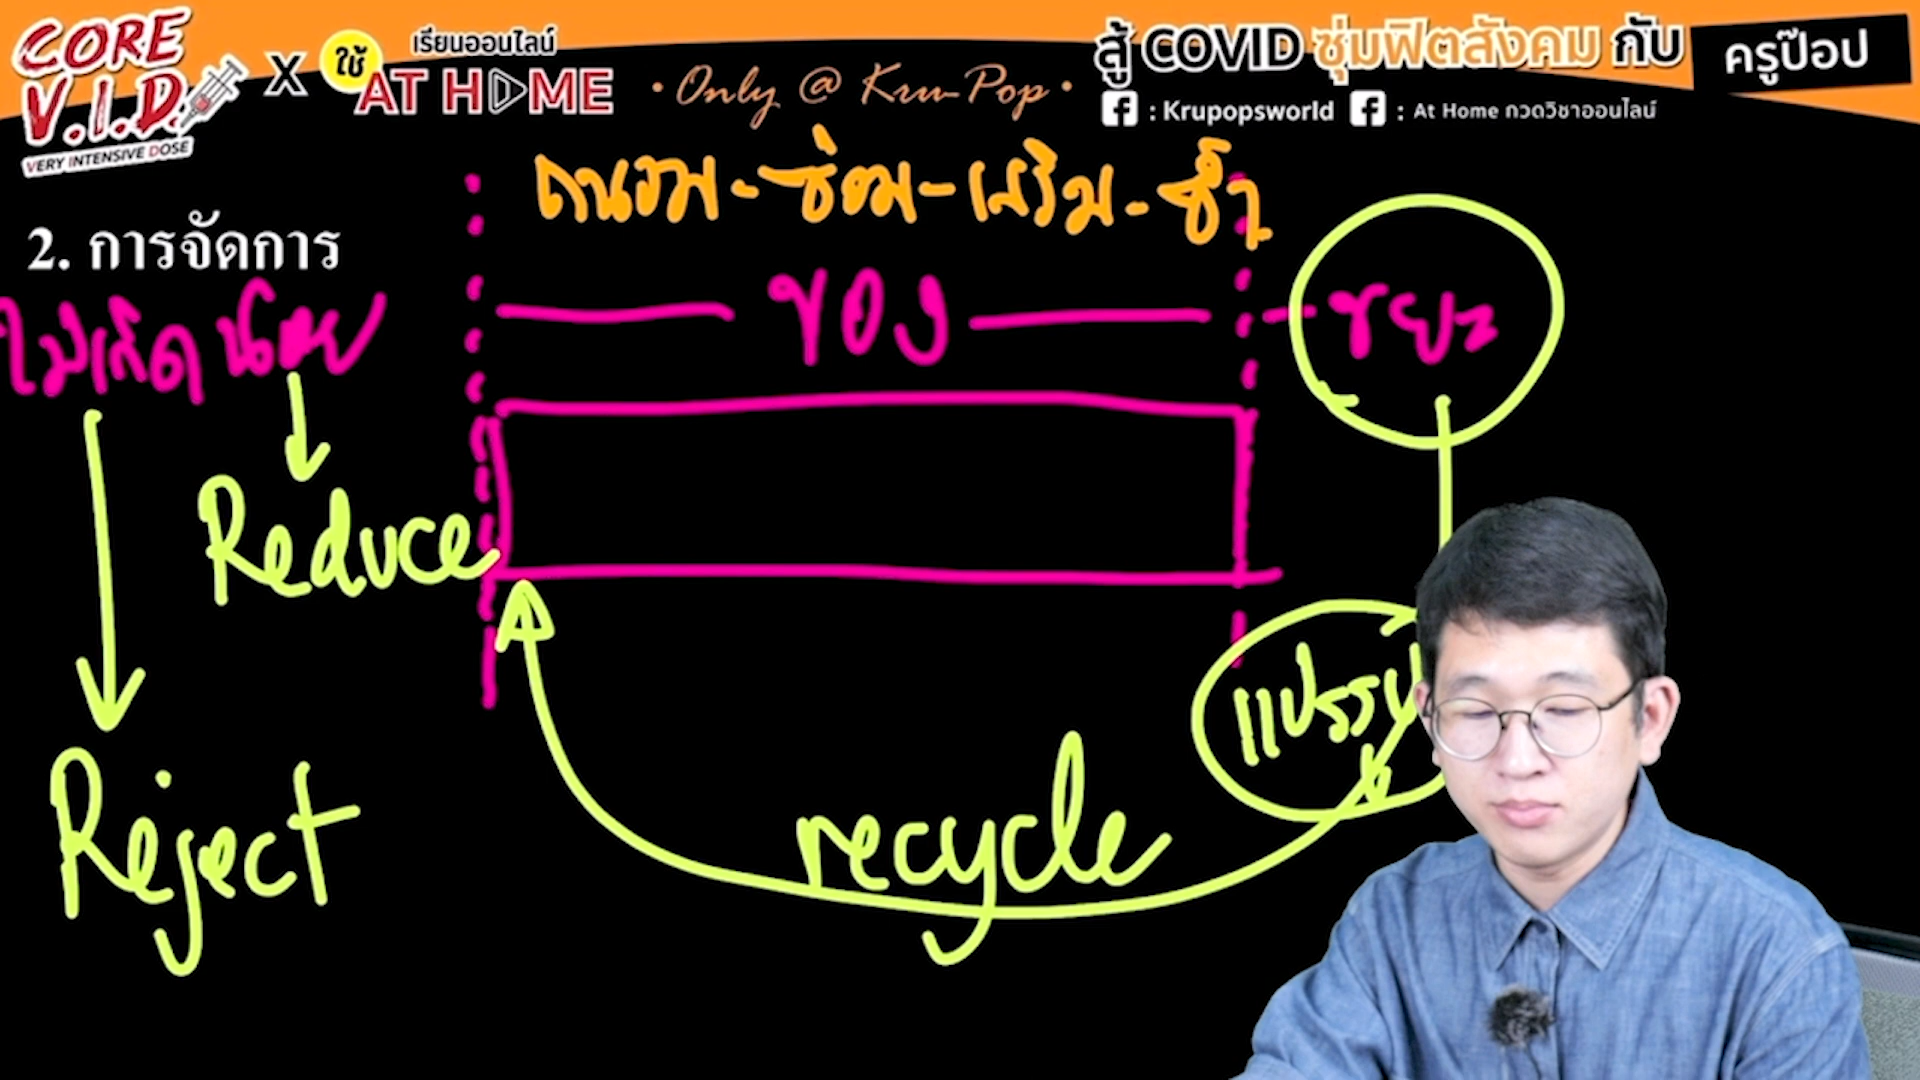 CORE
V.I.D.
VERY INTENSIVE DOSE
X
ใช้
เรียนออนไลน์
AT HOME
• Only @ Kru-Pop •
สู้ COVID ซุ่มฟิตสังคม กับ
ครูป๊อป
: Krupopsworld
: At Home กวดวิชาออนไลน์
ถนอม-ซ่อม-เสริม-ซ้ำ
2. การจัดการ
ไม่เกิด น้อย
ของ
ขยะ
Reduce
แปรรูป
Reject
recycle